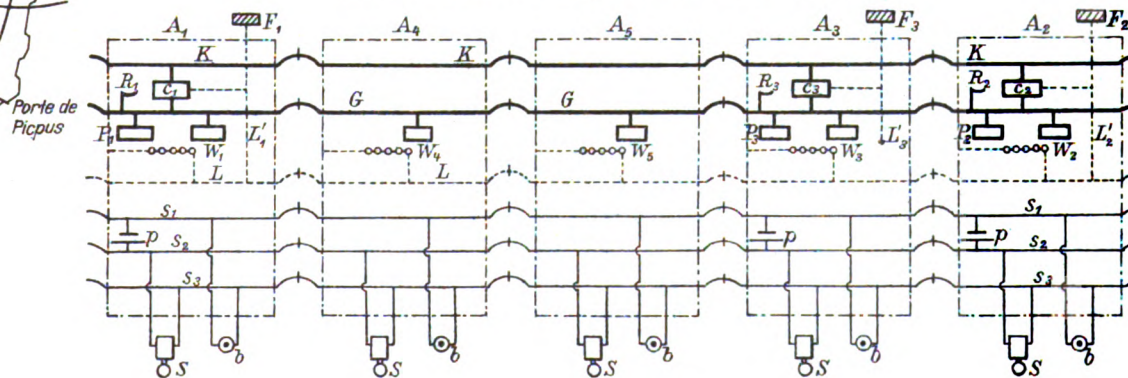 A₁ F₁ A₄ A₅ A₃ F₃ A₂ F₂
K K K
R₁ c₁ R₃ c₃ R₂ c₂
Porte de
Picpus
G G
P₁ L'₁ P₃ L'₃ P₂ L'₂
W₁ W₄ W₅ W₃ W₂
L L
s₁ s₁
p p p
s₂ s₂
s₃ s₃
b b b b b
S S S S S